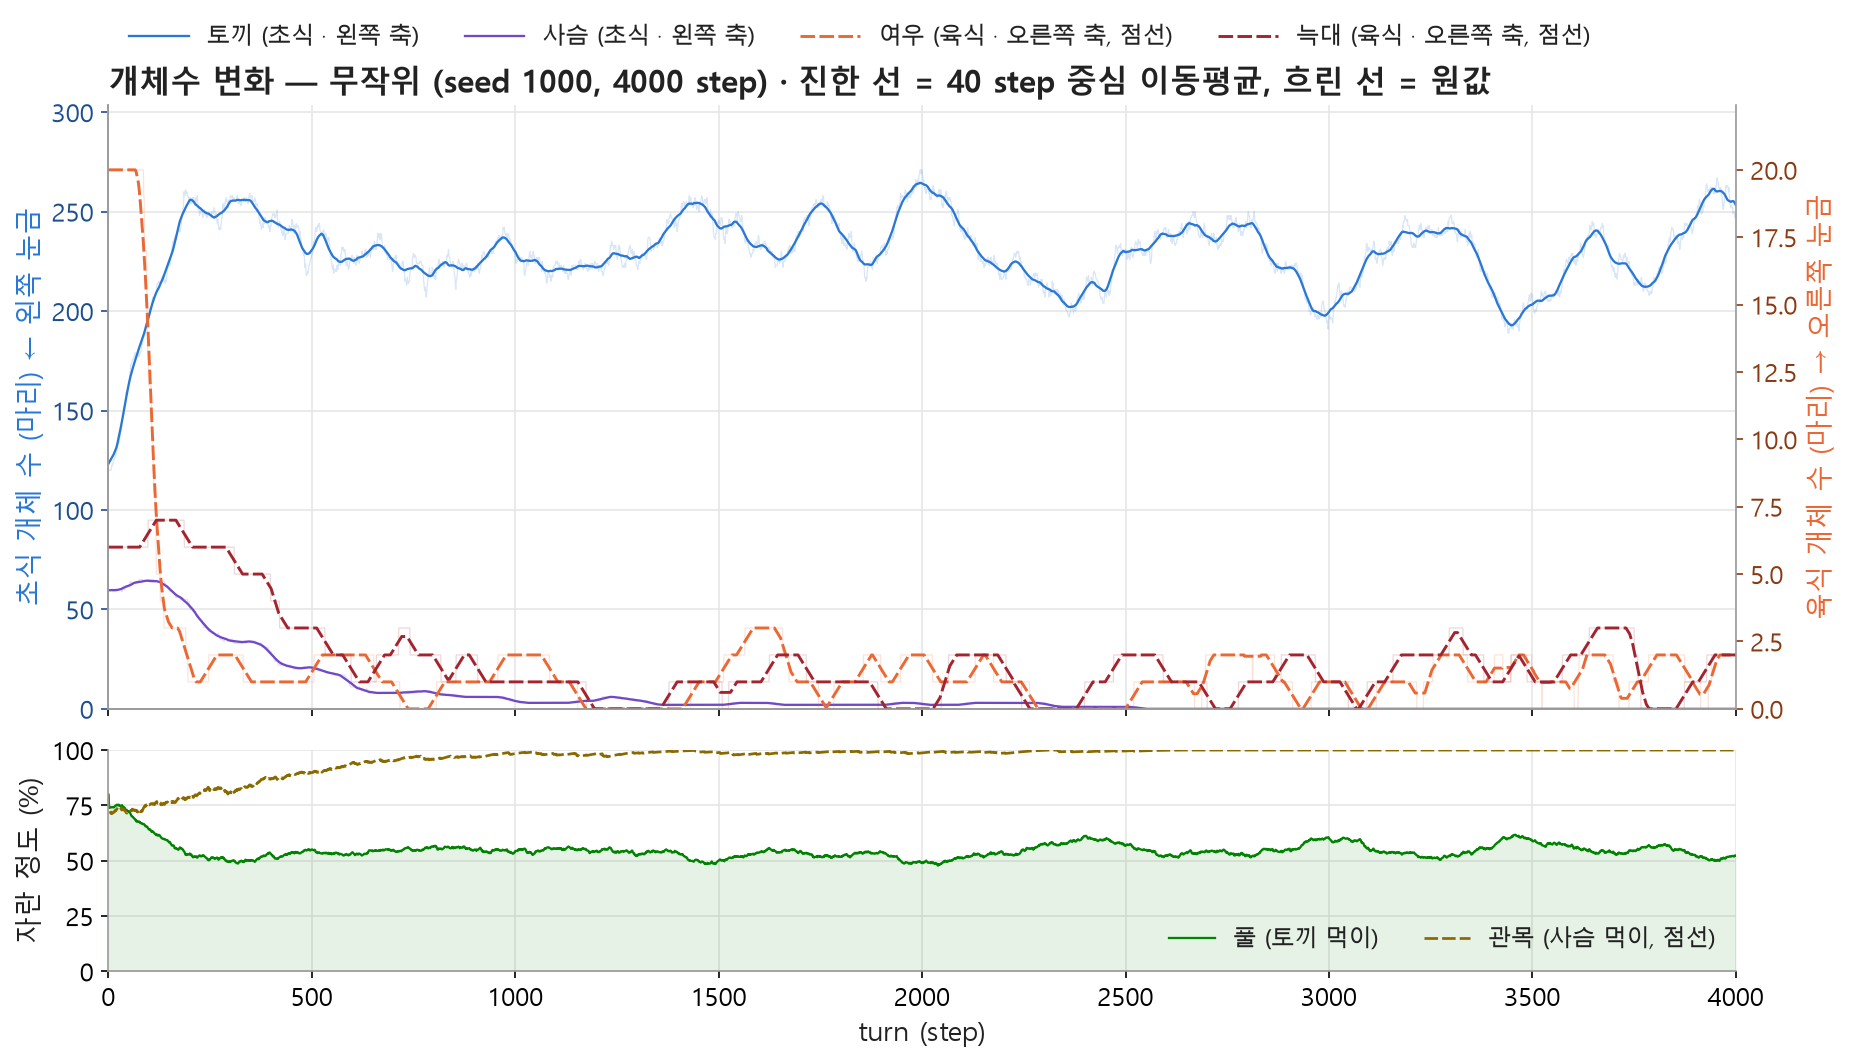 토끼 (초식 · 왼쪽 축) 사슴 (초식 · 왼쪽 축) 여우 (육식 · 오른쪽 축, 점선) 늑대 (육식 · 오른쪽 축, 점선)
개체수 변화 — 무작위 (seed 1000, 4000 step) · 진한 선 = 40 step 중심 이동평균, 흐린 선 = 원값
초식 개체 수 (마리) ← 왼쪽 눈금
300
250
200
150
100
50
0
20.0
17.5
15.0
12.5
10.0
7.5
5.0
2.5
0.0
육식 개체 수 (마리) → 오른쪽 눈금
자란 정도 (%)
100
75
50
25
0
풀 (토끼 먹이) 관목 (사슴 먹이, 점선)
0 500 1000 1500 2000 2500 3000 3500 4000
turn (step)